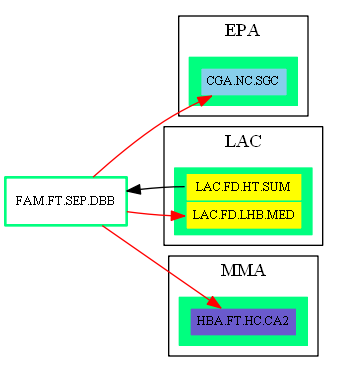 EPA
CGA.NC.SGC
LAC
LAC.FD.HT.SUM
FAM.FT.SEP.DBB
LAC.FD.LHB.MED
MMA
HBA.FT.HC.CA2